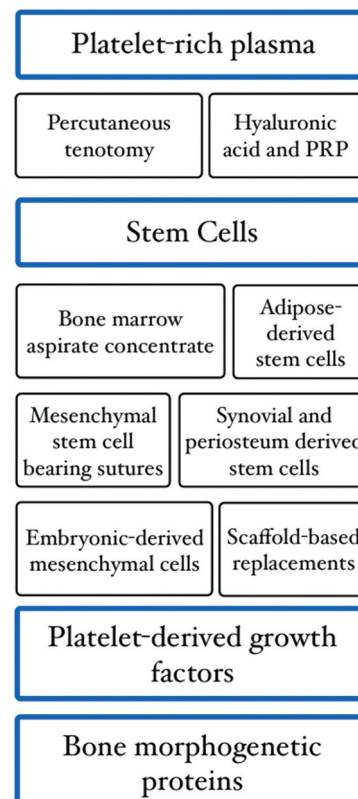 Platelet-rich plasma
Percutaneous
tenotomy
Hyaluronic
acid and PRP
Stem Cells
Bone marrow
aspirate concentrate
Adipose-
derived
stem cells
Mesenchymal
stem cell
bearing sutures
Synovial and
periosteum derived
stem cells
Embryonic-derived
mesenchymal cells
Scaffold-based
replacements
Platelet-derived growth
factors
Bone morphogenetic
proteins